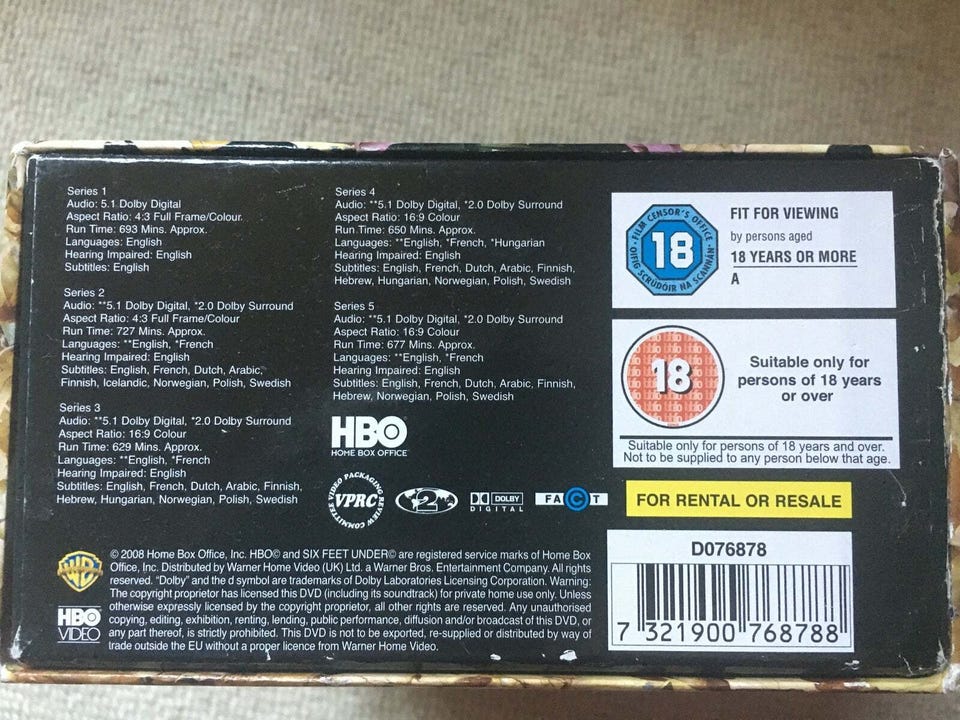 Series 1
Audio: 5.1 Dolby Digital
Aspect Ratio: 4:3 Full Frame/Colour.
Run Time: 693 Mins. Approx.
Languages: English
Hearing Impaired: English
Subtitles: English
Series 2
Audio: **5.1 Dolby Digital, *2.0 Dolby Surround
Aspect Ratio: 4:3 Full Frame/Colour
Run Time: 727 Mins. Approx.
Languages: **English, *French
Hearing Impaired: English
Subtitles: English, French, Dutch, Arabic,
Finnish, Icelandic, Norwegian, Polish, Swedish
Series 3
Audio: **5.1 Dolby Digital, *2.0 Dolby Surround
Aspect Ratio: 16:9 Colour
Run Time: 629 Mins. Approx.
Languages: **English, *French
Hearing Impaired: English
Subtitles: English, French, Dutch, Arabic, Finnish,
Hebrew, Hungarian, Norwegian, Polish, Swedish
Series 4
Audio: **5.1 Dolby Digital, *2.0 Dolby Surround
Aspect Ratio: 16:9 Colour
Run Time: 650 Mins. Approx.
Languages: **English, *French, *Hungarian
Hearing Impaired: English
Subtitles: English, French, Dutch, Arabic, Finnish,
Hebrew, Hungarian, Norwegian, Polish, Swedish
Series 5
Audio: **5.1 Dolby Digital, *2.0 Dolby Surround
Aspect Ratio: 16:9 Colour
Run Time: 677 Mins. Approx.
Languages: **English, *French
Hearing Impaired: English
Subtitles: English, French, Dutch, Arabic, Finnish,
Hebrew, Norwegian, Polish, Swedish
HBO
HOME BOX OFFICE
VIDEO PACKAGING
VPRC
REVIEW COMMITTEE
2
DOLBY
DIGITAL
FACT
FILM CENSOR'S OFFICE
18
OIFIG SCRÚDÓIR NA SCANNÁN
FIT FOR VIEWING
by persons aged
18 YEARS OR MORE
A
18
Suitable only for
persons of 18 years
or over
Suitable only for persons of 18 years and over.
Not to be supplied to any person below that age.
FOR RENTAL OR RESALE
D076878
7 321900 768788
WB
HBO
VIDEO
© 2008 Home Box Office, Inc. HBO© and SIX FEET UNDER© are registered service marks of Home Box
Office, Inc. Distributed by Warner Home Video (UK) Ltd. a Warner Bros. Entertainment Company. All rights
reserved. "Dolby" and the d symbol are trademarks of Dolby Laboratories Licensing Corporation. Warning:
The copyright proprietor has licensed this DVD (including its soundtrack) for private home use only. Unless
otherwise expressly licensed by the copyright proprietor, all other rights are reserved. Any unauthorised
copying, editing, exhibition, renting, lending, public performance, diffusion and/or broadcast of this DVD, or
any part thereof, is strictly prohibited. This DVD is not to be exported, re-supplied or distributed by way of
trade outside the EU without a proper licence from Warner Home Video.